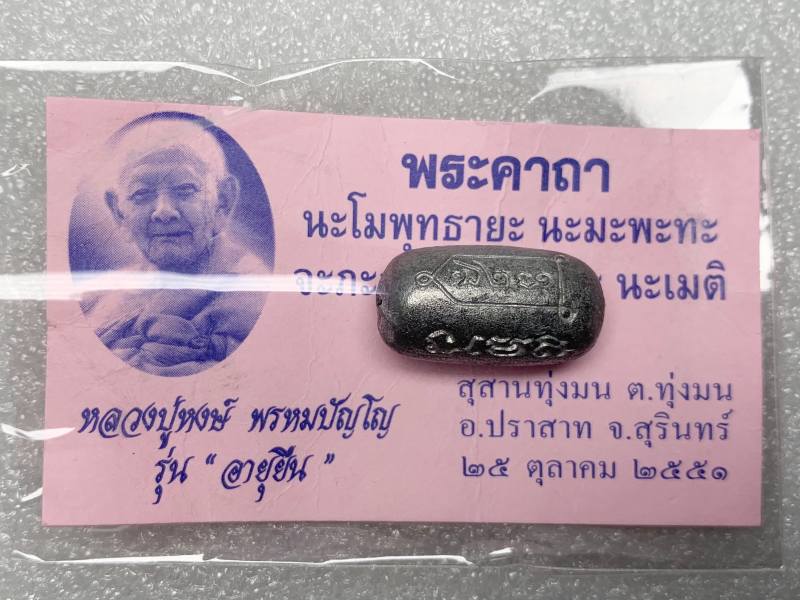 พระคาถา
นะโมพุทธายะ นะมะพะทะ
จะภะ นะเมติ
หลวงปู่หงษ์ พรหมปัญโญ
รุ่น " อายุยืน "
สุสานทุ่งมน ต.ทุ่งมน
อ.ปราสาท จ.สุรินทร์
๒๕ ตุลาคม ๒๕๕๑